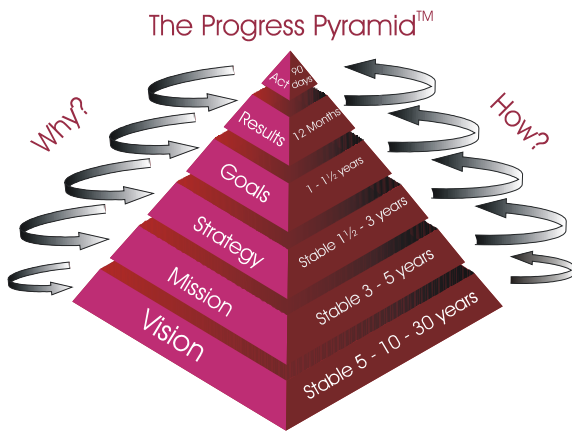 The Progress Pyramid™
Why?
How?
Act
90
days
Results
12 Months
Goals
1 - 1½ years
Strategy
Stable 1½ - 3 years
Mission
Stable 3 - 5 years
Vision
Stable 5 - 10 - 30 years